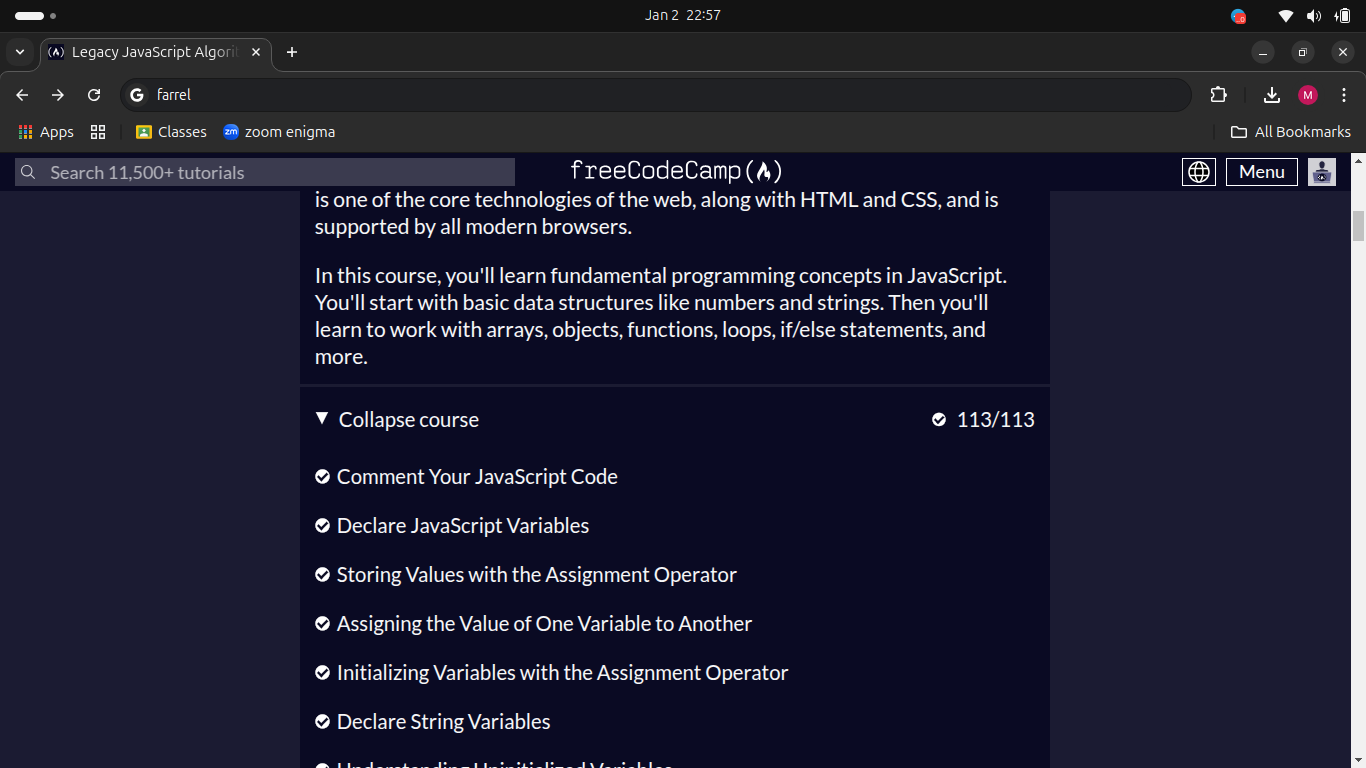 Jan 2 22:57
Legacy JavaScript Algorit
farrel
M
Apps
Classes
zm zoom enigma
All Bookmarks
Search 11,500+ tutorials
freeCodeCamp
Menu
is one of the core technologies of the web, along with HTML and CSS, and is
supported by all modern browsers.
In this course, you'll learn fundamental programming concepts in JavaScript.
You'll start with basic data structures like numbers and strings. Then you'll
learn to work with arrays, objects, functions, loops, if/else statements, and
more.
Collapse course
113/113
Comment Your JavaScript Code
Declare JavaScript Variables
Storing Values with the Assignment Operator
Assigning the Value of One Variable to Another
Initializing Variables with the Assignment Operator
Declare String Variables
Understanding Uninitialized Variables